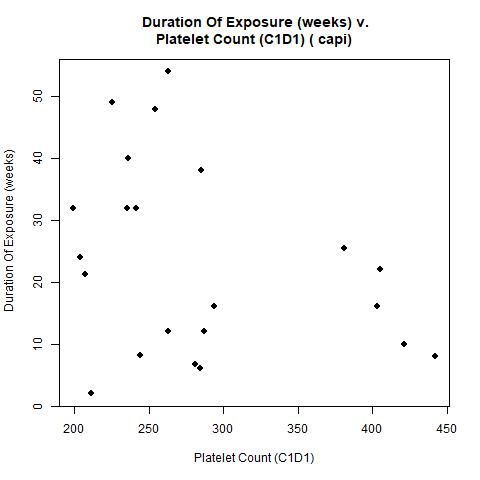 Duration Of Exposure (weeks) v.
Platelet Count (C1D1) ( capi)
Duration Of Exposure (weeks)
50
40
30
20
10
0
200 250 300 350 400 450
Platelet Count (C1D1)